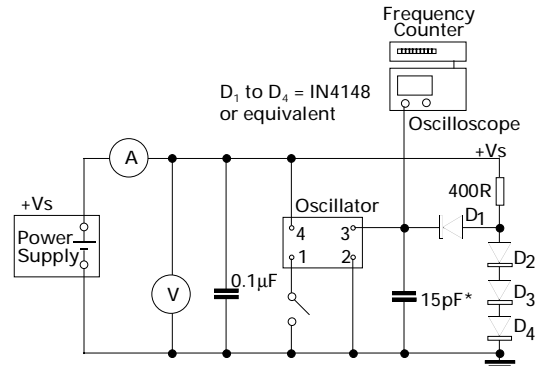 Frequency
Counter
D1 to D4 = IN4148
or equivalent
Oscilloscope
+Vs
A
400R
+Vs
Oscillator
D1
Power
Supply
4
3
1
2
D2
V
0.1µF
15pF*
D3
D4